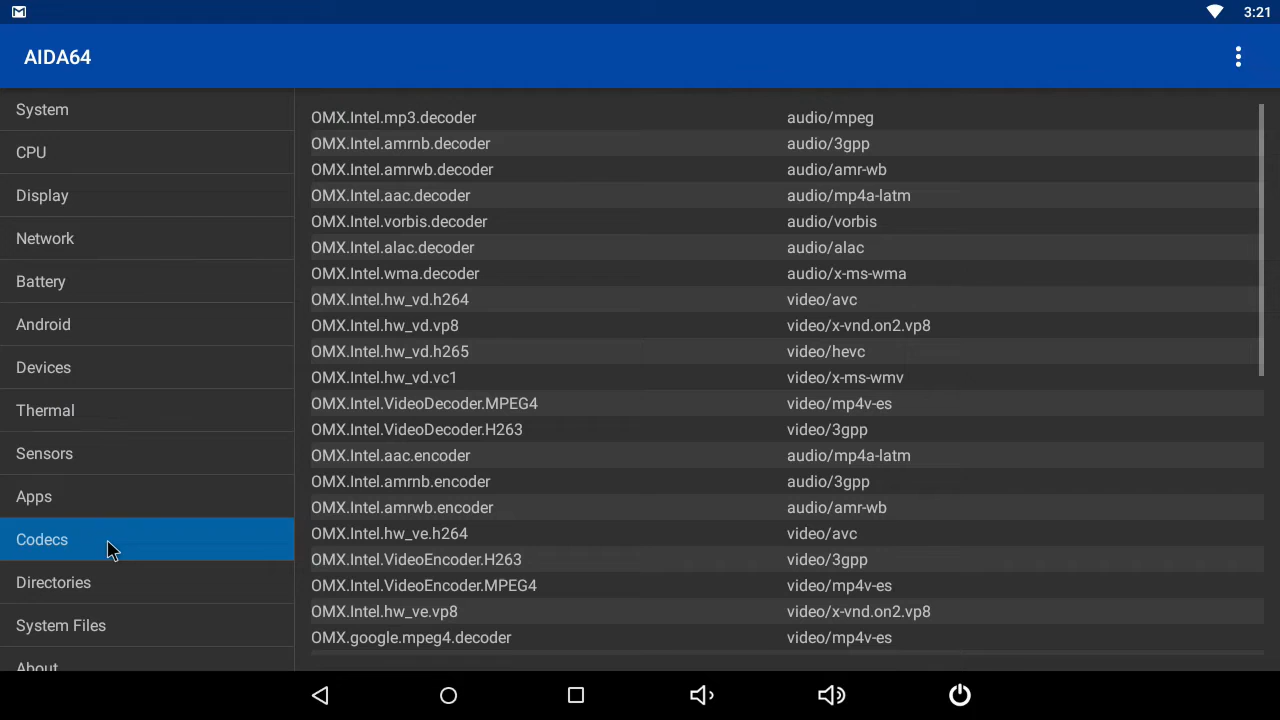 3:21
AIDA64
System
CPU
Display
Network
Battery
Android
Devices
Thermal
Sensors
Apps
Codecs
Directories
System Files
About
OMX.Intel.mp3.decoder audio/mpeg
OMX.Intel.amrnb.decoder audio/3gpp
OMX.Intel.amrwb.decoder audio/amr-wb
OMX.Intel.aac.decoder audio/mp4a-latm
OMX.Intel.vorbis.decoder audio/vorbis
OMX.Intel.alac.decoder audio/alac
OMX.Intel.wma.decoder audio/x-ms-wma
OMX.Intel.hw_vd.h264 video/avc
OMX.Intel.hw_vd.vp8 video/x-vnd.on2.vp8
OMX.Intel.hw_vd.h265 video/hevc
OMX.Intel.hw_vd.vc1 video/x-ms-wmv
OMX.Intel.VideoDecoder.MPEG4 video/mp4v-es
OMX.Intel.VideoDecoder.H263 video/3gpp
OMX.Intel.aac.encoder audio/mp4a-latm
OMX.Intel.amrnb.encoder audio/3gpp
OMX.Intel.amrwb.encoder audio/amr-wb
OMX.Intel.hw_ve.h264 video/avc
OMX.Intel.VideoEncoder.H263 video/3gpp
OMX.Intel.VideoEncoder.MPEG4 video/mp4v-es
OMX.Intel.hw_ve.vp8 video/x-vnd.on2.vp8
OMX.google.mpeg4.decoder video/mp4v-es